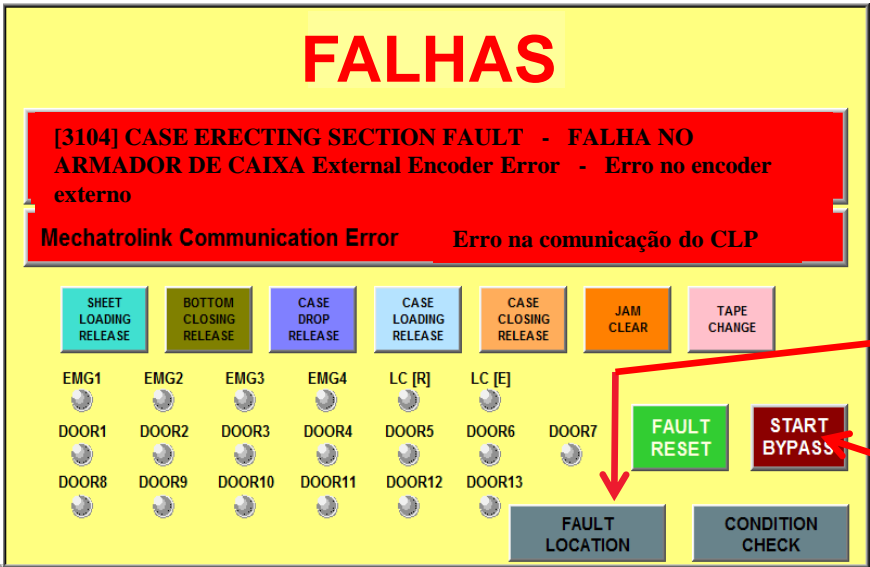 FALHAS
[3104] CASE ERECTING SECTION FAULT - FALHA NO
ARMADOR DE CAIXA External Encoder Error - Erro no encoder
externo
Mechatrolink Communication Error Erro na comunicação do CLP
SHEET LOADING RELEASE
BOTTOM CLOSING RELEASE
CASE DROP RELEASE
CASE LOADING RELEASE
CASE CLOSING RELEASE
JAM CLEAR
TAPE CHANGE
EMG1 EMG2 EMG3 EMG4 LC [R] LC [E]
DOOR1 DOOR2 DOOR3 DOOR4 DOOR5 DOOR6 DOOR7
FAULT RESET
START BYPASS
DOOR8 DOOR9 DOOR10 DOOR11 DOOR12 DOOR13
FAULT LOCATION
CONDITION CHECK